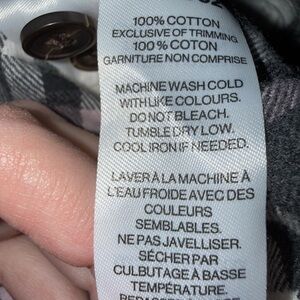 100% COTTON
EXCLUSIVE OF TRIMMING
100% COTON
GARNITURE NON COMPRISE
MACHINE WASH COLD
WITH LIKE COLOURS.
DO NOT BLEACH.
TUMBLE DRY LOW.
COOL IRON IF NEEDED.
LAVER À LA MACHINE À
L'EAU FROIDE AVEC DES
COULEURS
SEMBLABLES.
NE PAS JAVELLISER.
SÉCHER PAR
CULBUTAGE À BASSE
TEMPÉRATURE.